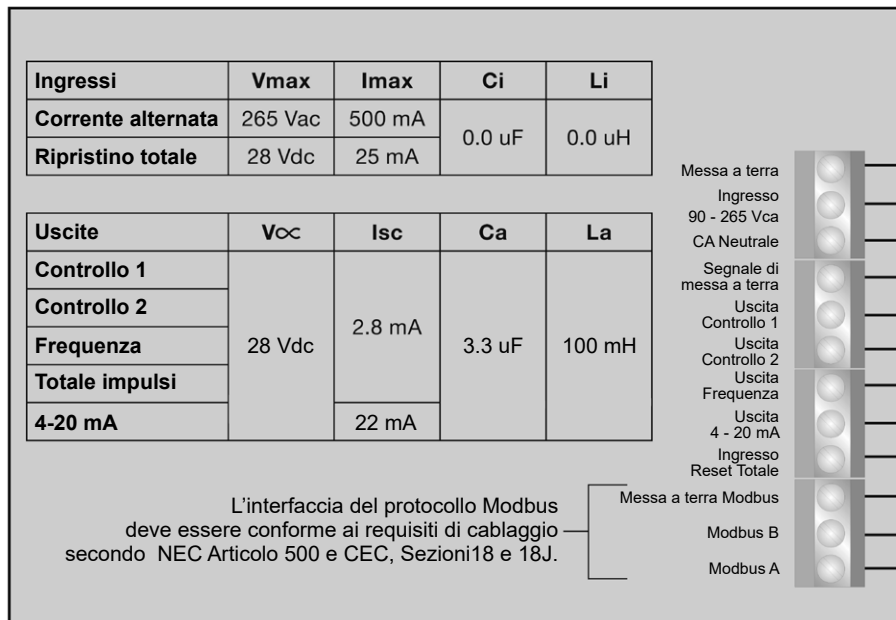 Ingressi Vmax Imax Ci Li
Corrente alternata 265 Vac 500 mA 0.0 uF 0.0 uH
Ripristino totale 28 Vdc 25 mA
Uscite V∝ Isc Ca La
Controllo 1
Controllo 2
Frequenza 28 Vdc 2.8 mA 3.3 uF 100 mH
Totale impulsi
4-20 mA 22 mA
L'interfaccia del protocollo Modbus
deve essere conforme ai requisiti di cablaggio
secondo NEC Articolo 500 e CEC, Sezioni18 e 18J.
Messa a terra
Ingresso
90 - 265 Vca
CA Neutrale
Segnale di
messa a terra
Uscita
Controllo 1
Uscita
Controllo 2
Uscita
Frequenza
Uscita
4 - 20 mA
Ingresso
Reset Totale
Messa a terra Modbus
Modbus B
Modbus A